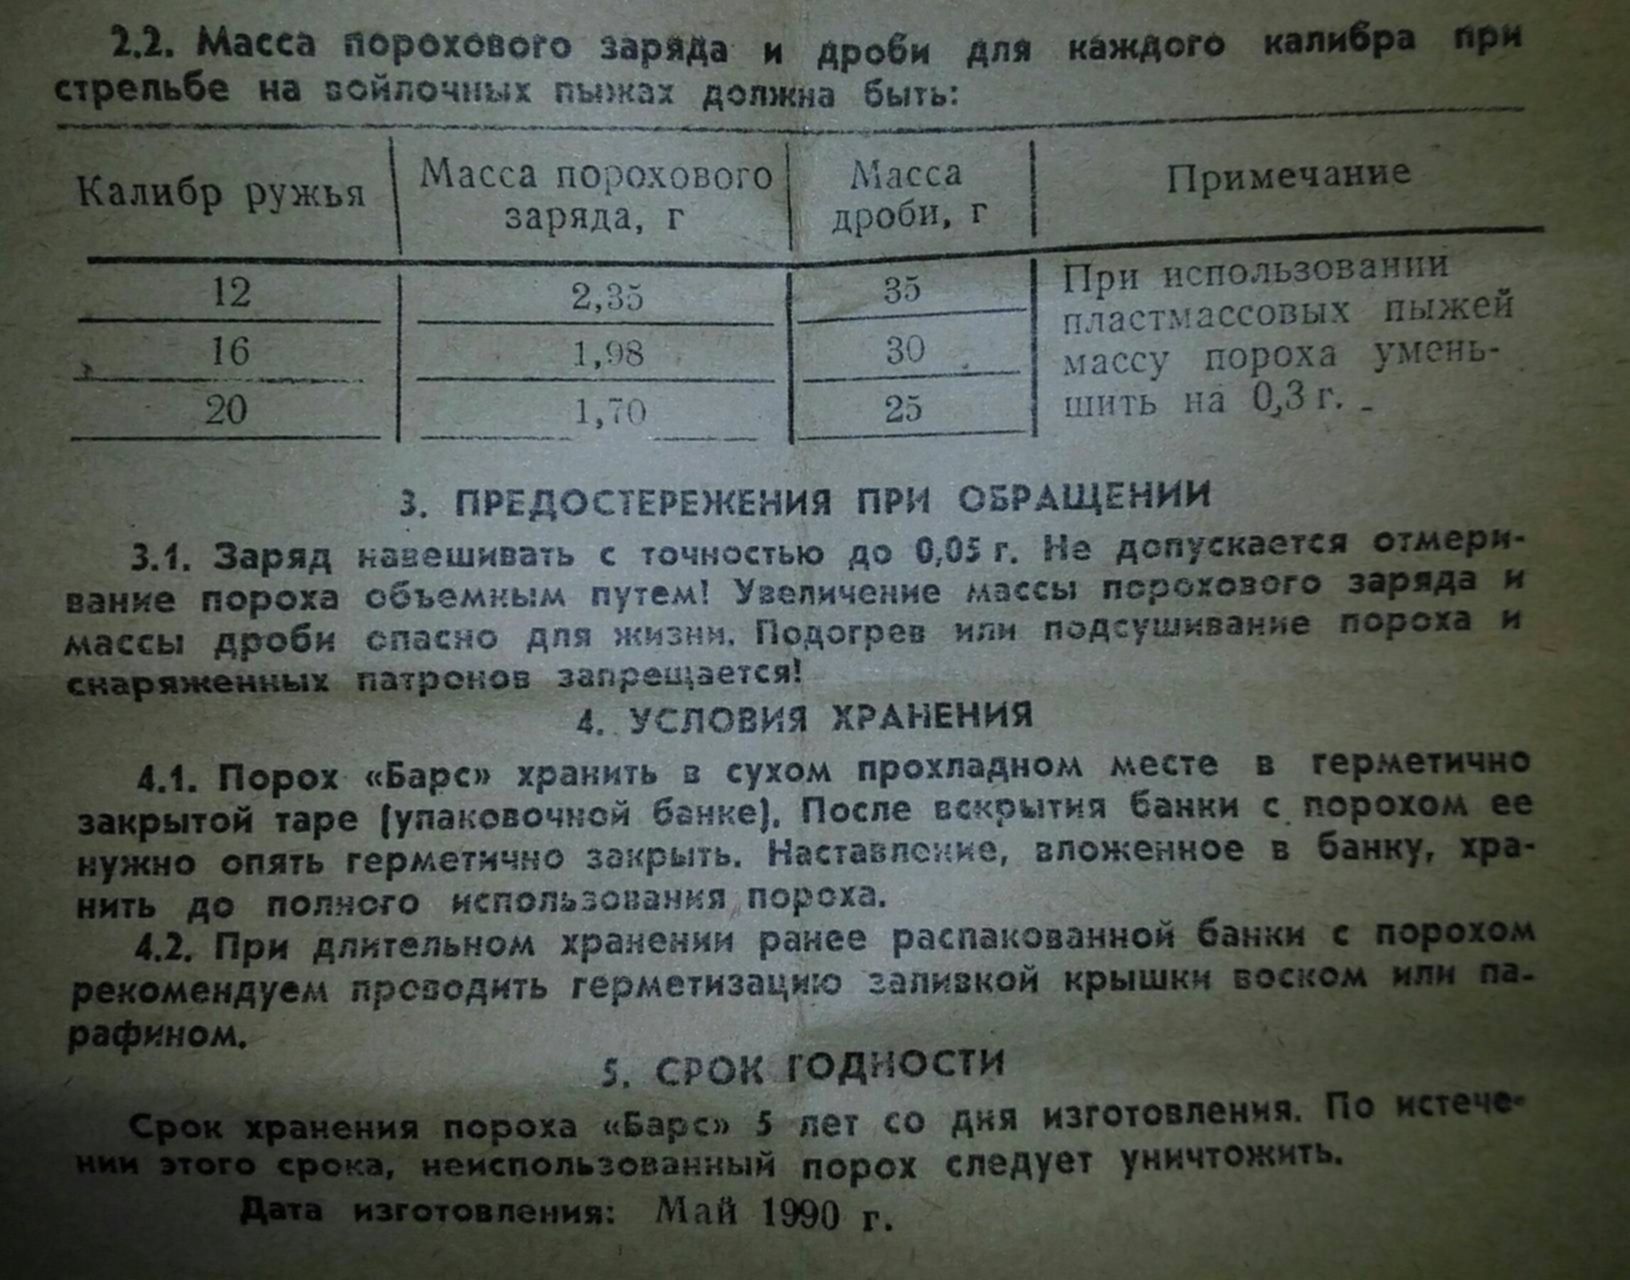 2.2. Масса порохового заряда и дроби для каждого калибра при
стрельбе на войлочных пыжах должна быть:
Калибр ружья
Масса порохового
заряда, г
Масса
дроби, г
Примечание
12 2,35 35
16 1,98 30
20 1,70 25
При использовании
пластмассовых пыжей
массу пороха умень-
шить на 0,3 г.
3. ПРЕДОСТЕРЕЖЕНИЯ ПРИ ОБРАЩЕНИИ
3.1. Заряд навешивать с точностью до 0,05 г. Не допускается отмери-
вание пороха объемным путем! Увеличение массы порохового заряда и
массы дроби опасно для жизни. Подогрев или подсушивание пороха и
снаряженных патронов запрещается!
4. УСЛОВИЯ ХРАНЕНИЯ
4.1. Порох «Барс» хранить в сухом прохладном месте в герметично
закрытой таре (упаковочной банке). После вскрытия банки с порохом ее
нужно опять герметично закрыть. Наставление, вложенное в банку, хра-
нить до полного использования пороха.
4.2. При длительном хранении ранее распакованной банки с порохом
рекомендуем проводить герметизацию заливкой крышки воском или па-
рафином.
5. СРОК ГОДНОСТИ
Срок хранения пороха «Барс» 5 лет со дня изготовления. По истече-
нии этого срока, неиспользованный порох следует уничтожить.
Дата изготовления: Май 1990 г.